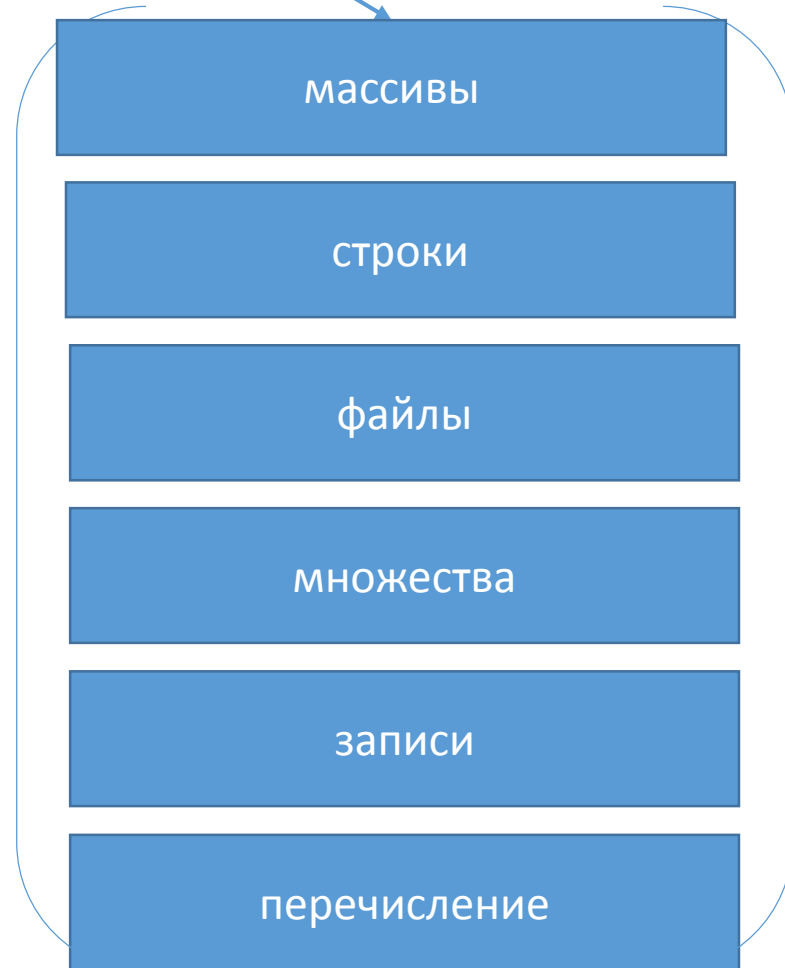 массивы
строки
файлы
множества
записи
перечисление